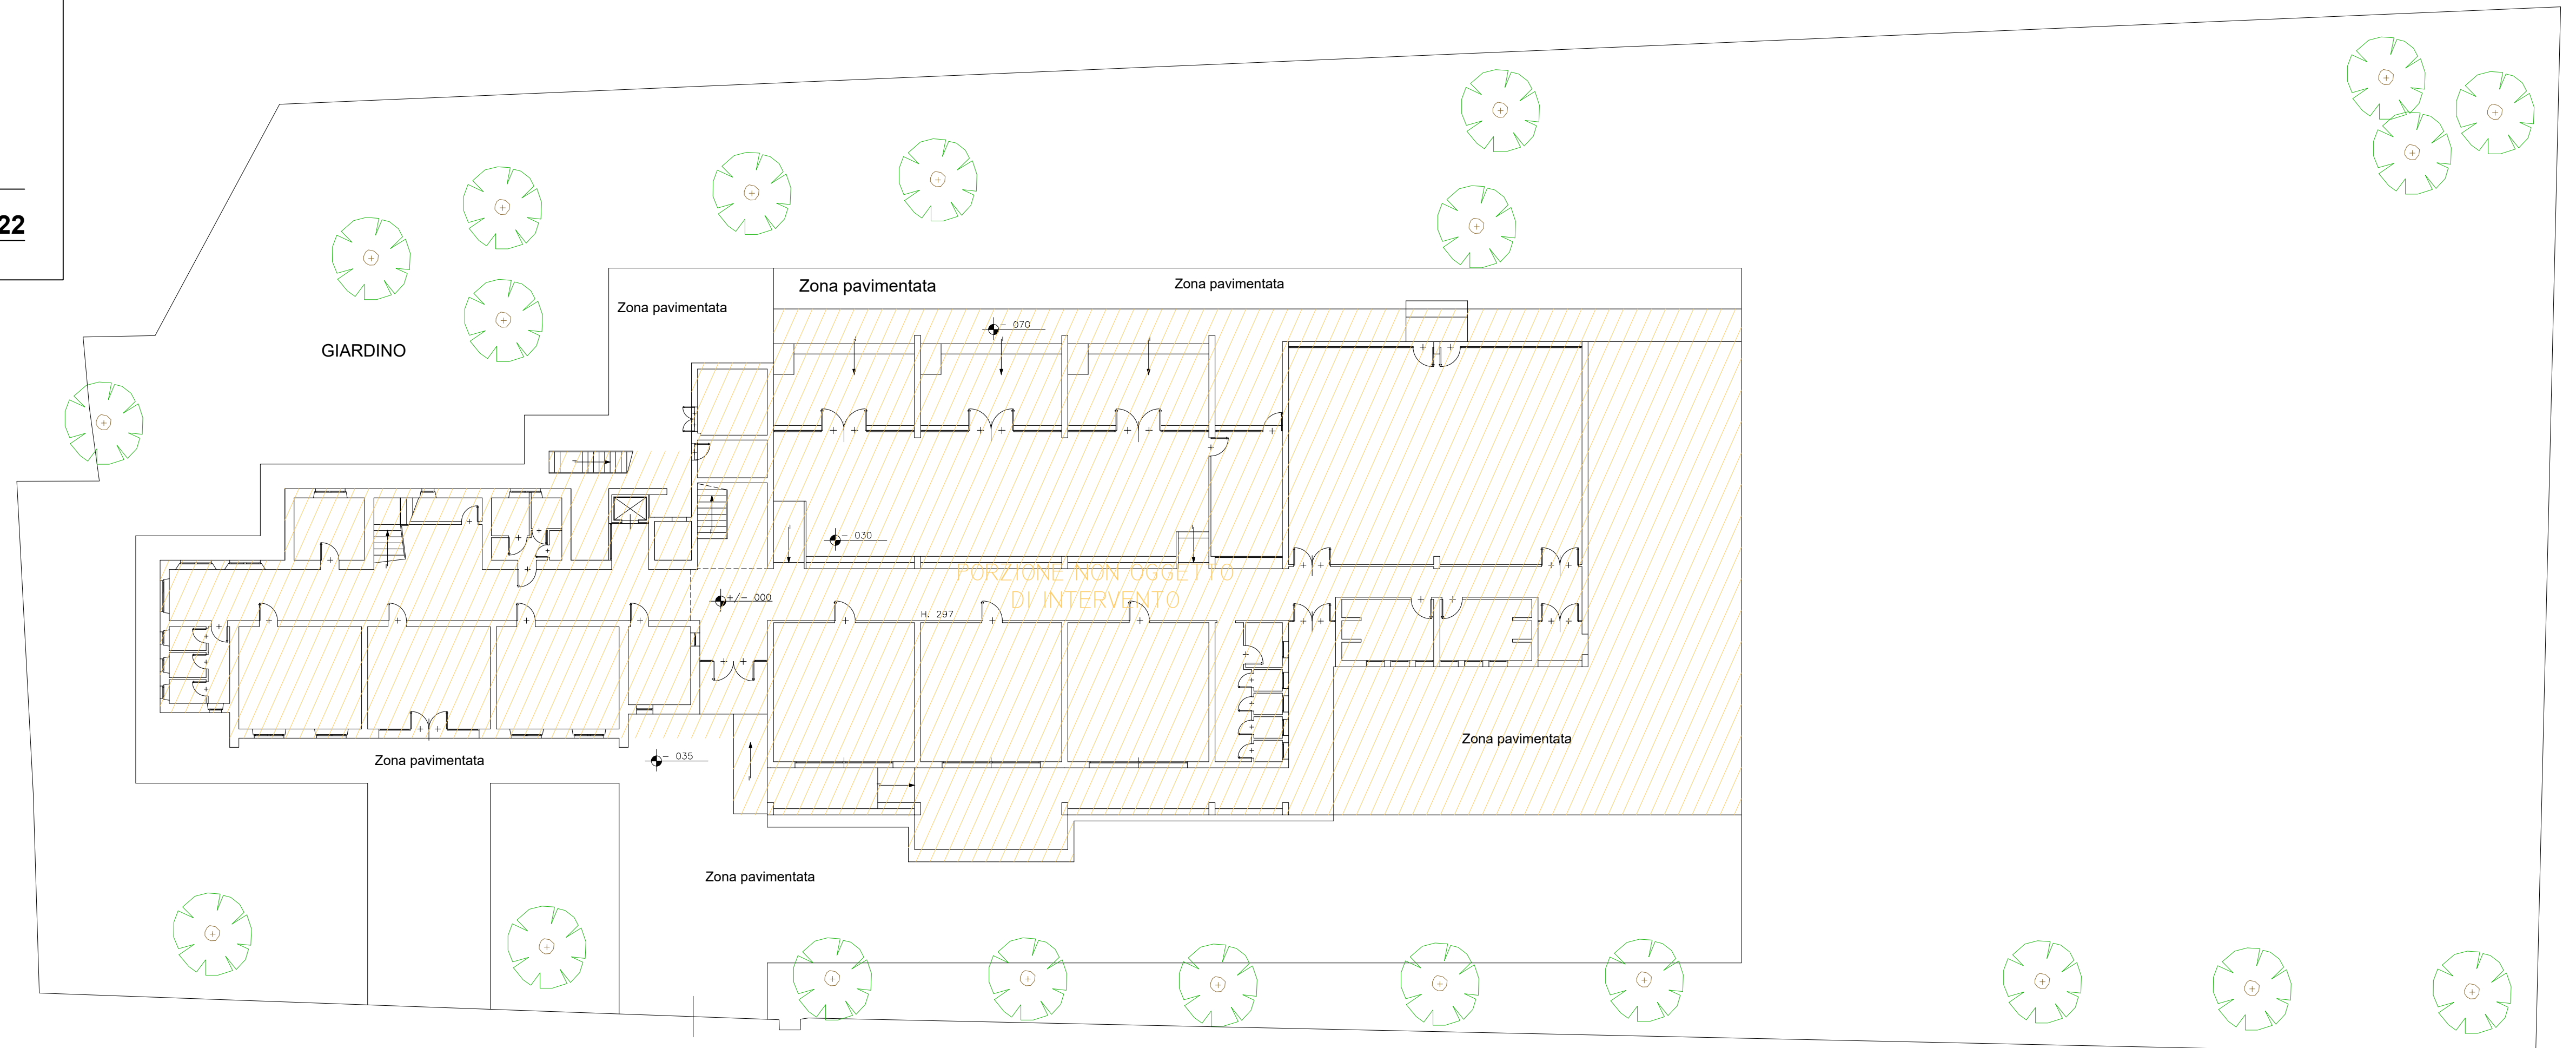 22
Zona pavimentata
Zona pavimentata
Zona pavimentata
- 070
GIARDINO
- 030
PORZIONE NON OGGETTO
DI INTERVENTO
+/- 000
H. 297
Zona pavimentata
- 035
Zona pavimentata
Zona pavimentata